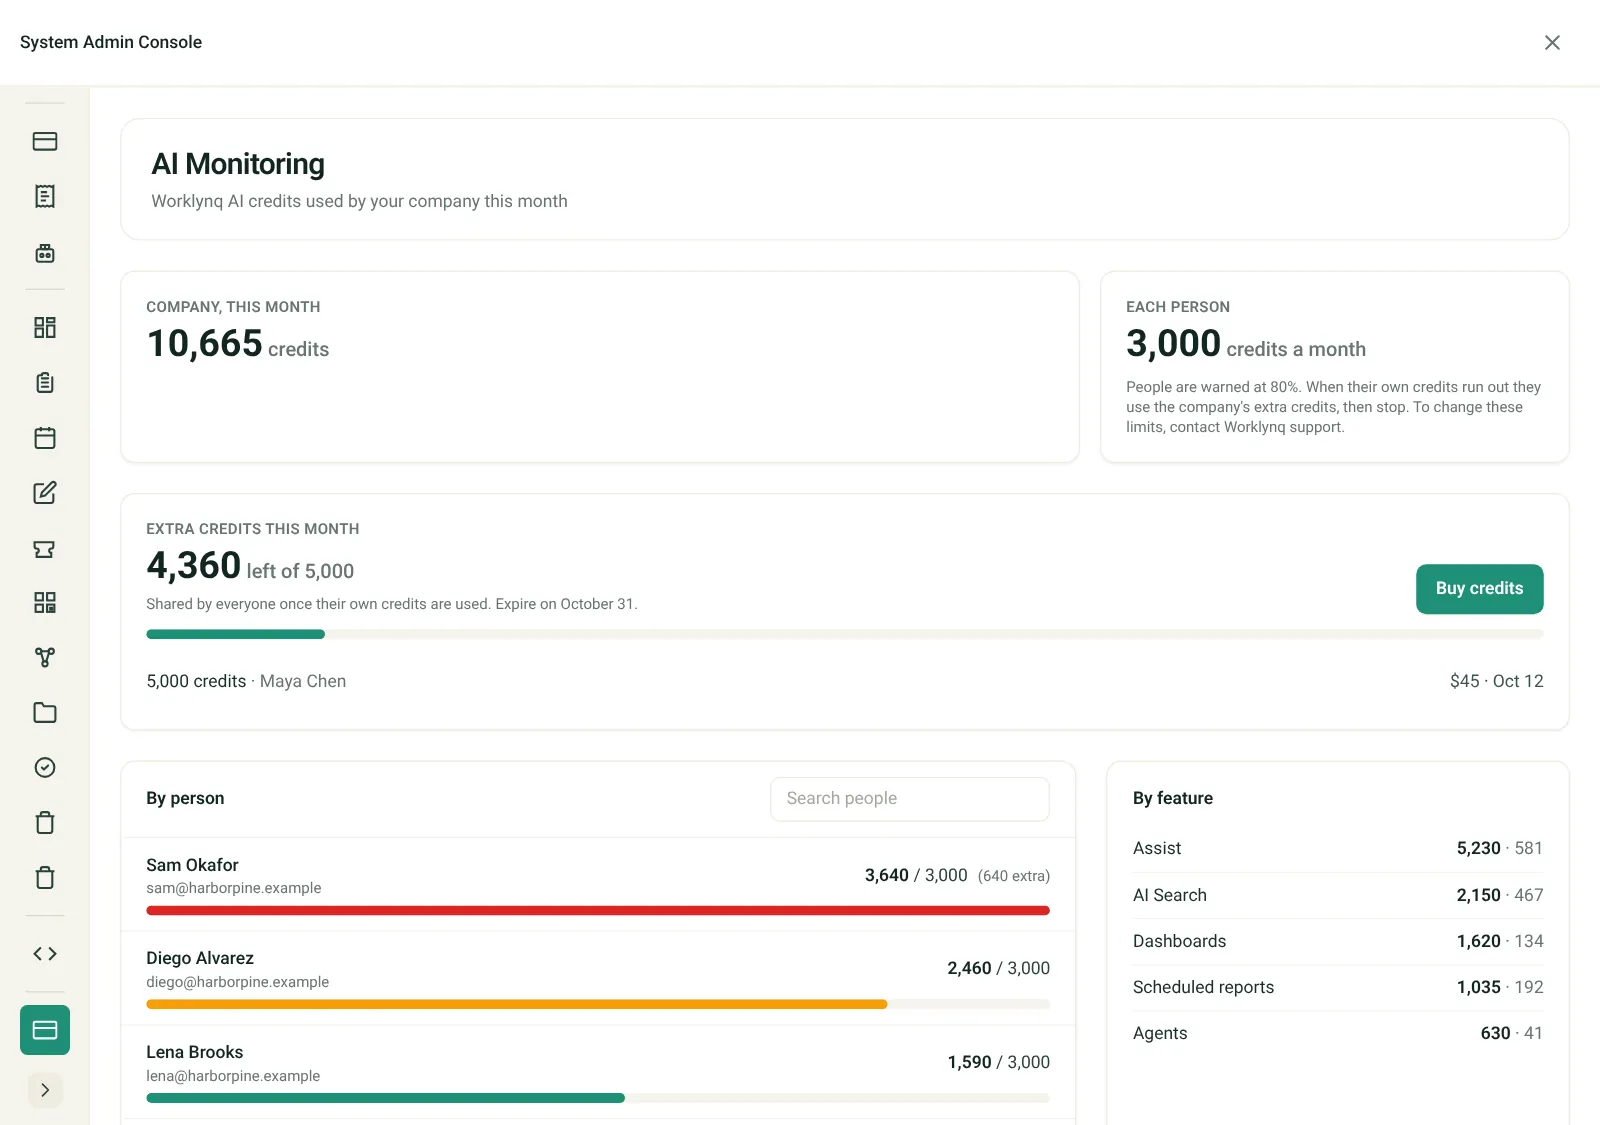 System Admin Console
AI Monitoring
Worklynq AI credits used by your company this month
COMPANY, THIS MONTH
10,665 credits
EACH PERSON
3,000 credits a month
People are warned at 80%. When their own credits run out they
use the company's extra credits, then stop. To change these
limits, contact Worklynq support.
EXTRA CREDITS THIS MONTH
4,360 left of 5,000
Shared by everyone once their own credits are used. Expire on October 31.
Buy credits
5,000 credits · Maya Chen
$45 · Oct 12
By person
Search people
Sam Okafor
sam@harborpine.example
3,640 / 3,000 (640 extra)
Diego Alvarez
diego@harborpine.example
2,460 / 3,000
Lena Brooks
lena@harborpine.example
1,590 / 3,000
By feature
Assist 5,230 · 581
AI Search 2,150 · 467
Dashboards 1,620 · 134
Scheduled reports 1,035 · 192
Agents 630 · 41